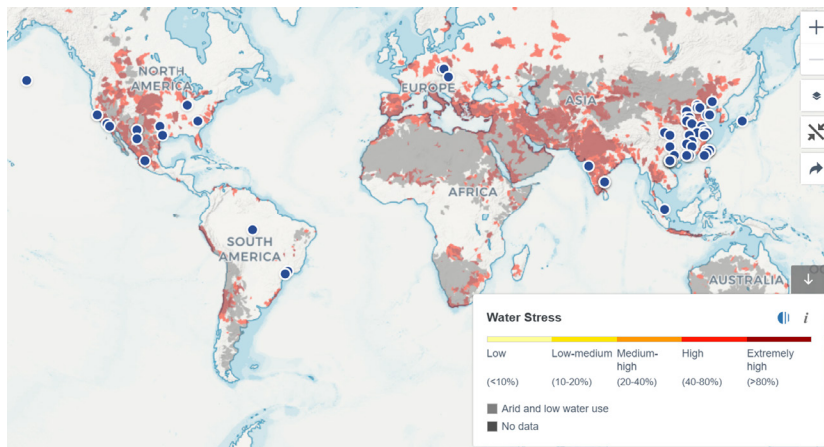 NORTH
AMERICA
EUROPE
ASIA
AFRICA
SOUTH
AMERICA
AUSTRALIA
Water Stress
i
Low
Low-medium
Medium-
high
High
Extremely
high
(<10%)
(10-20%)
(20-40%)
(40-80%)
(>80%)
Arid and low water use
No data